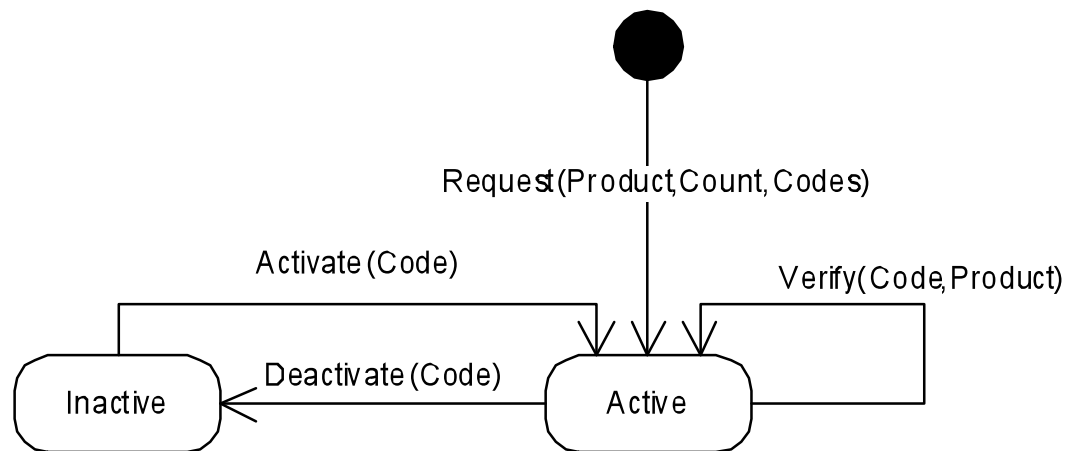 Request(Product,Count,Codes)
Activate(Code)
Verify(Code,Product)
Deactivate(Code)
Inactive
Active